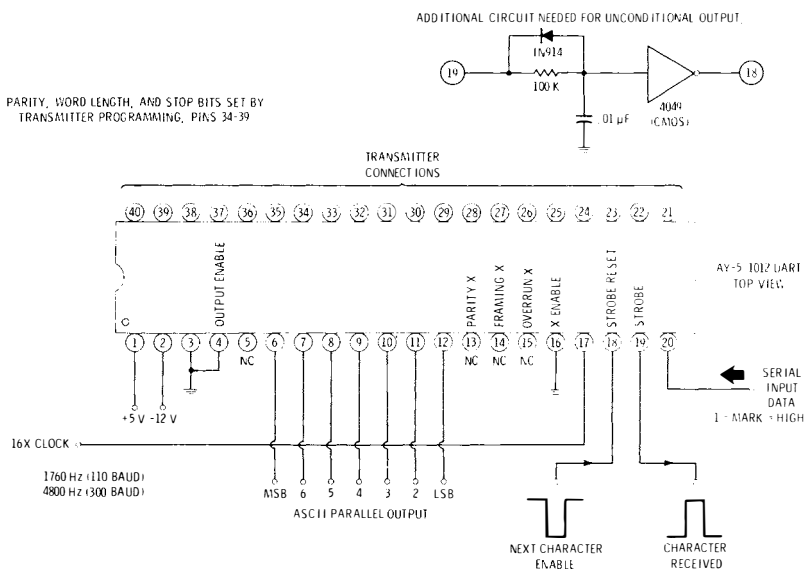 ADDITIONAL CIRCUIT NEEDED FOR UNCONDITIONAL OUTPUT
19
1N914
100 K
.01 µF
4049
(CMOS)
18
PARITY, WORD LENGTH, AND STOP BITS SET BY
TRANSMITTER PROGRAMMING, PINS 34-39
TRANSMITTER
CONNECTIONS
40 39 38 37 36 35 34 33 32 31 30 29 28 27 26 25 24 23 22 21
OUTPUT ENABLE
PARITY X
FRAMING X
OVERRUN X
X ENABLE
STROBE RESET
STROBE
AY-5 1012 UART
TOP VIEW
1 2 3 4 5 6 7 8 9 10 11 12 13 14 15 16 17 18 19 20
NC NC NC NC
+5 V -12 V
SERIAL
INPUT
DATA
1 = MARK = HIGH
16X CLOCK
1760 Hz (110 BAUD)
4800 Hz (300 BAUD)
MSB 6 5 4 3 2 LSB
ASCII PARALLEL OUTPUT
NEXT CHARACTER
ENABLE
CHARACTER
RECEIVED